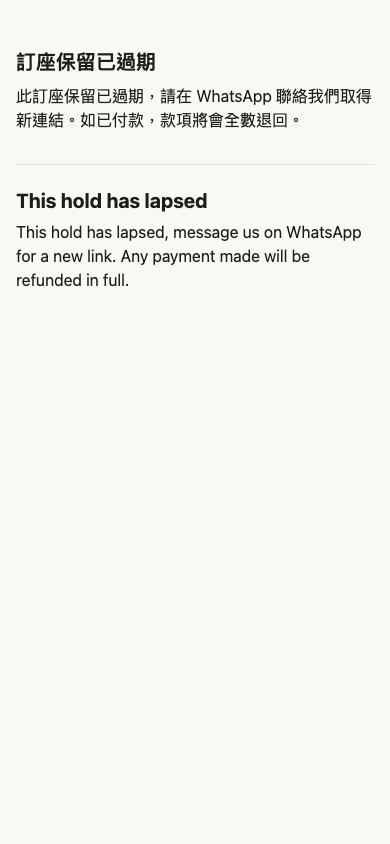 訂座保留已過期
此訂座保留已過期，請在 WhatsApp 聯絡我們取得
新連結。如已付款，款項將會全數退回。
This hold has lapsed
This hold has lapsed, message us on WhatsApp
for a new link. Any payment made will be
refunded in full.